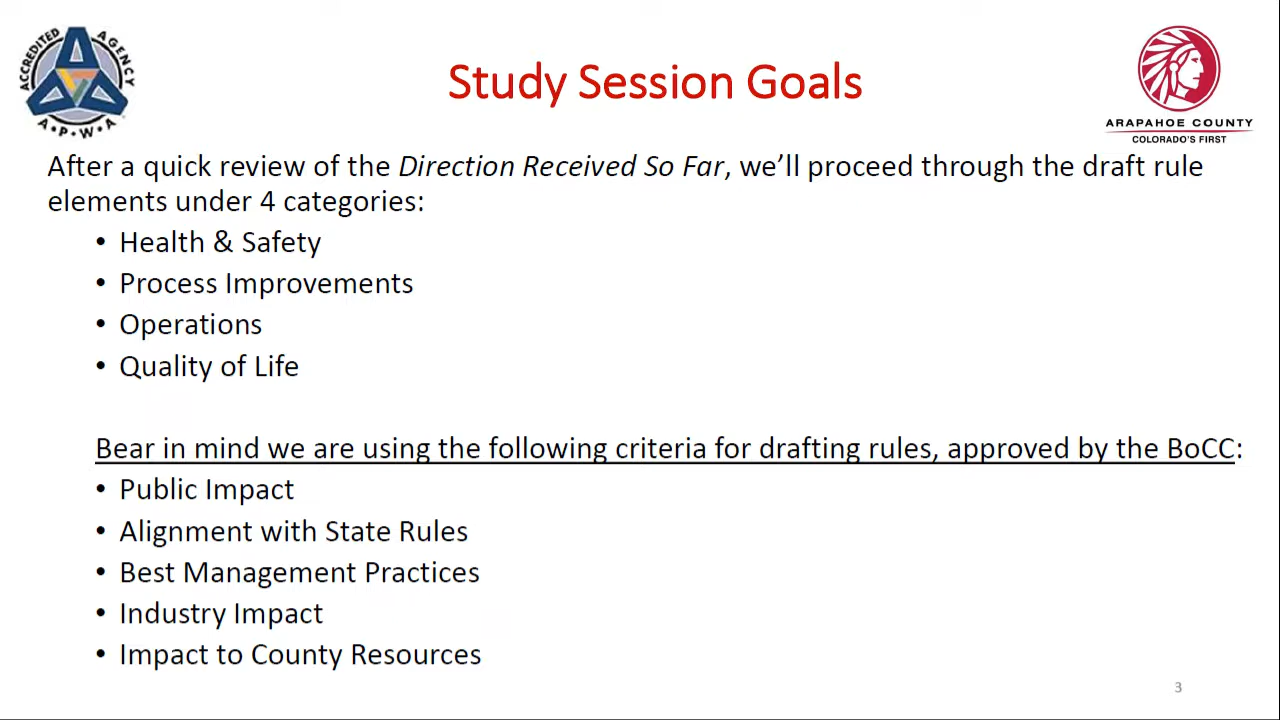 ACCREDITED AGENCY
A•P•W•A
Study Session Goals
ARAPAHOE COUNTY
COLORADO'S FIRST
After a quick review of the Direction Received So Far, we’ll proceed through the draft rule
elements under 4 categories:
• Health & Safety
• Process Improvements
• Operations
• Quality of Life
Bear in mind we are using the following criteria for drafting rules, approved by the BoCC:
• Public Impact
• Alignment with State Rules
• Best Management Practices
• Industry Impact
• Impact to County Resources
3